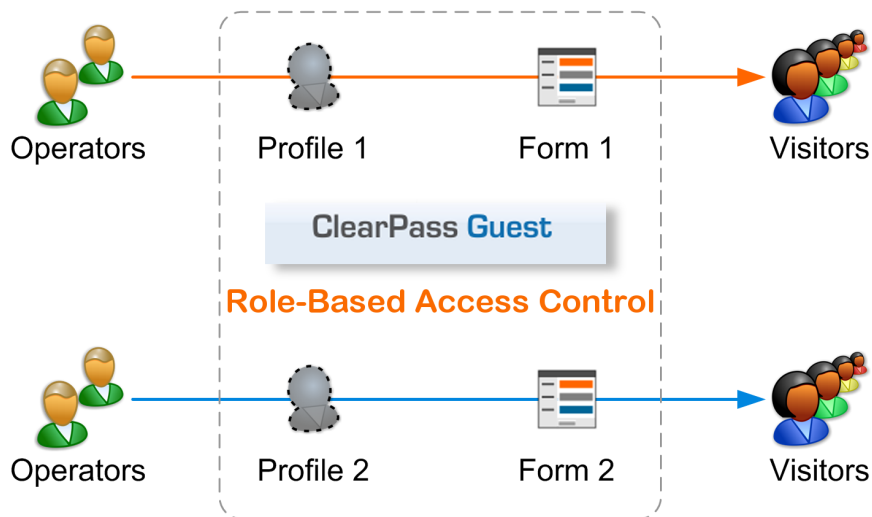 Operators
Profile 1
Form 1
Visitors
ClearPass Guest
Role-Based Access Control
Operators
Profile 2
Form 2
Visitors